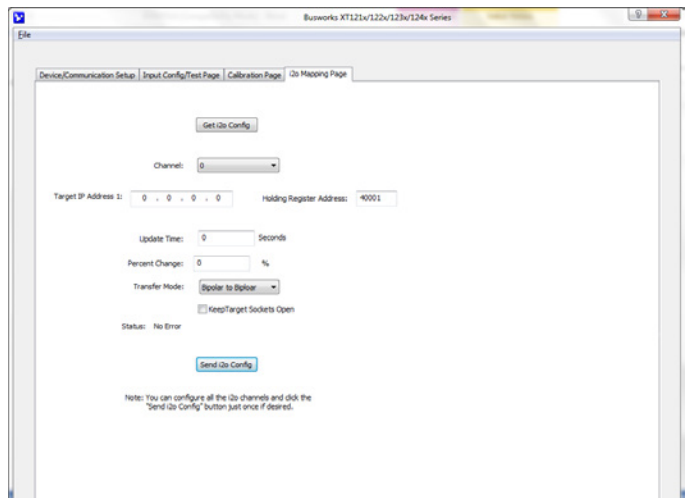 Busworks XT121x/122x/123x/124x Series
File
Device/Communication Setup Input Config/Test Page Calibration Page i2o Mapping Page
Get i2o Config
Channel: 0
Target IP Address 1: 0 . 0 . 0 . 0 Holding Register Address: 40001
Update Time: 0 Seconds
Percent Change: 0 %
Transfer Mode: Bipolar to Biploar
KeepTarget Sockets Open
Status: No Error
Send i2o Config
Note: You can configure all the i2o channels and click the
"Send i2o Config" button just once if desired.